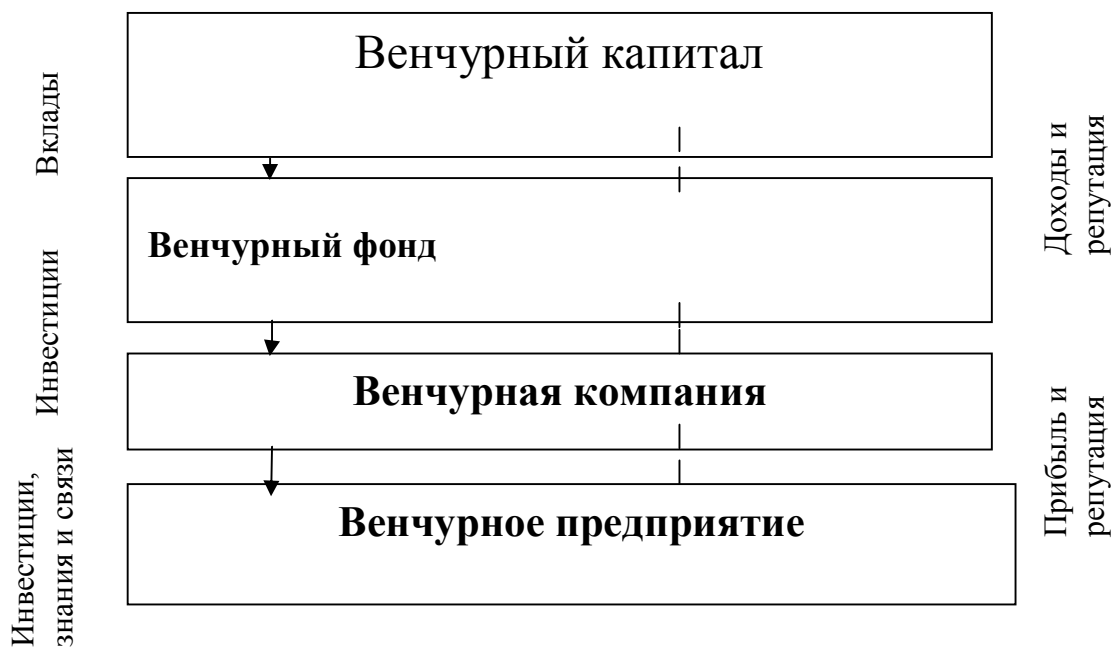 Венчурный капитал
Вклады
Доходы и
репутация
Венчурный фонд
Инвестиции
Венчурная компания
Прибыль и
репутация
Инвестиции,
знания и связи
Венчурное предприятие